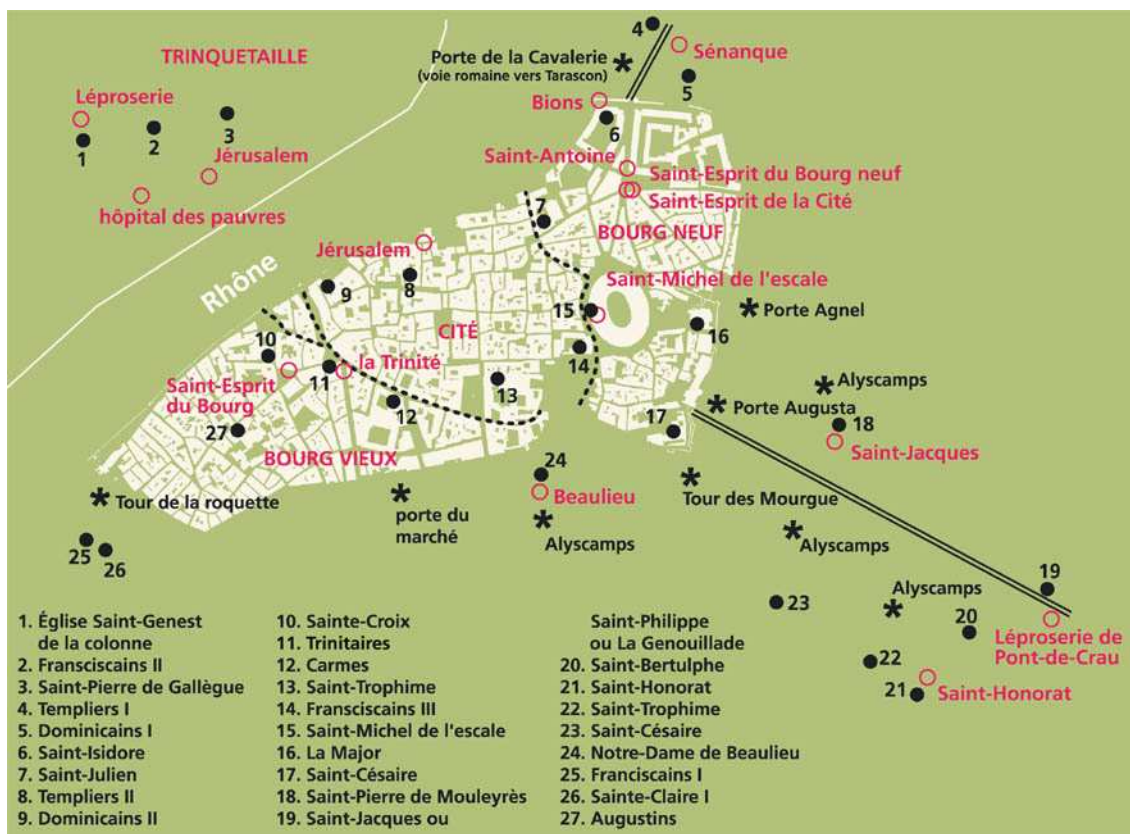 TRINQUETAILLE
Léproserie
1
2
3
Jérusalem
hôpital des pauvres
Rhône
Porte de la Cavalerie
(voie romaine vers Tarascon)
4
Sénanque
5
Bions
6
Saint-Antoine
Saint-Esprit du Bourg neuf
Saint-Esprit de la Cité
7
BOURG NEUF
Jérusalem
8
9
Saint-Michel de l'escale
15
16
Porte Agnel
CITÉ
10
11
la Trinité
14
13
12
Saint-Esprit
du Bourg
27
BOURG VIEUX
17
Alyscamps
Porte Augusta
18
Saint-Jacques
24
Beaulieu
Tour des Mourgue
Tour de la roquette
porte du
marché
Alyscamps
Alyscamps
25
26
23
Alyscamps
19
20
Léproserie de
Pont-de-Crau
22
21
Saint-Honorat
1. Église Saint-Genest
de la colonne
2. Fransciscains II
3. Saint-Pierre de Gallègue
4. Templiers I
5. Dominicains I
6. Saint-Isidore
7. Saint-Julien
8. Templiers II
9. Dominicains II
10. Sainte-Croix
11. Trinitaires
12. Carmes
13. Saint-Trophime
14. Fransciscains III
15. Saint-Michel de l'escale
16. La Major
17. Saint-Césaire
18. Saint-Pierre de Mouleyrès
19. Saint-Jacques ou
Saint-Philippe
ou La Genouillade
20. Saint-Bertulphe
21. Saint-Honorat
22. Saint-Trophime
23. Saint-Césaire
24. Notre-Dame de Beaulieu
25. Franciscains I
26. Sainte-Claire I
27. Augustins